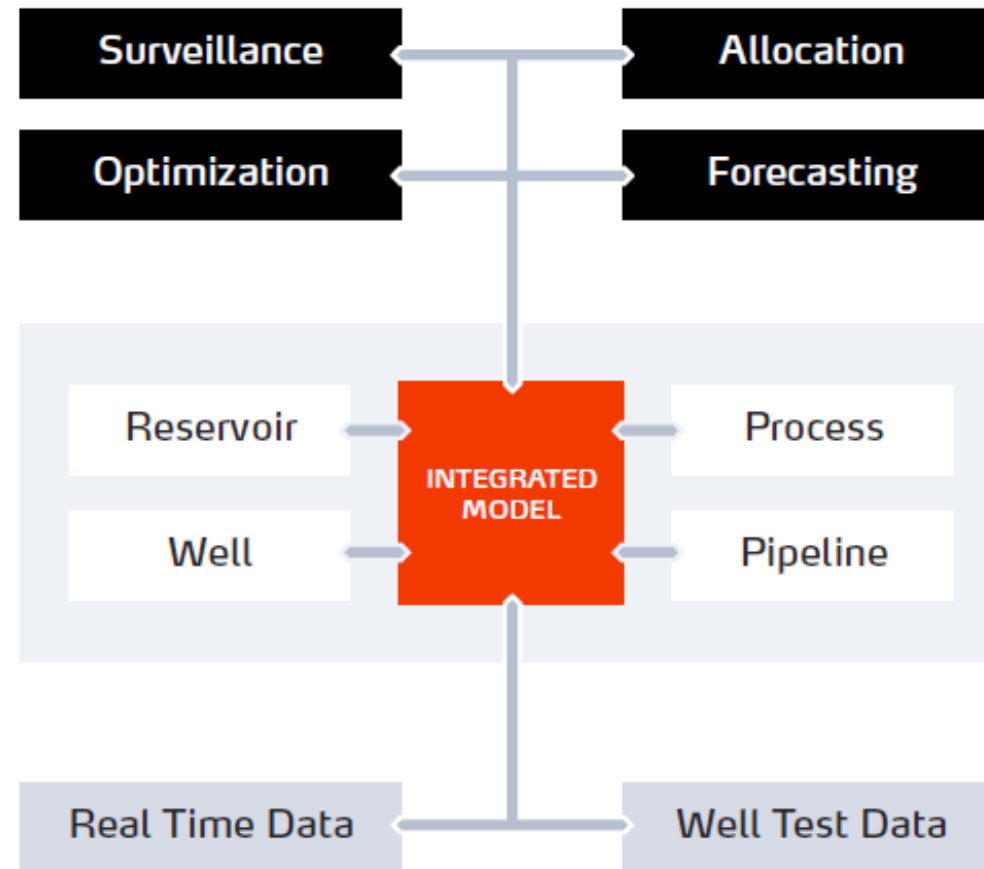 Surveillance
Allocation
Optimization
Forecasting
Reservoir
Process
INTEGRATED
MODEL
Well
Pipeline
Real Time Data
Well Test Data